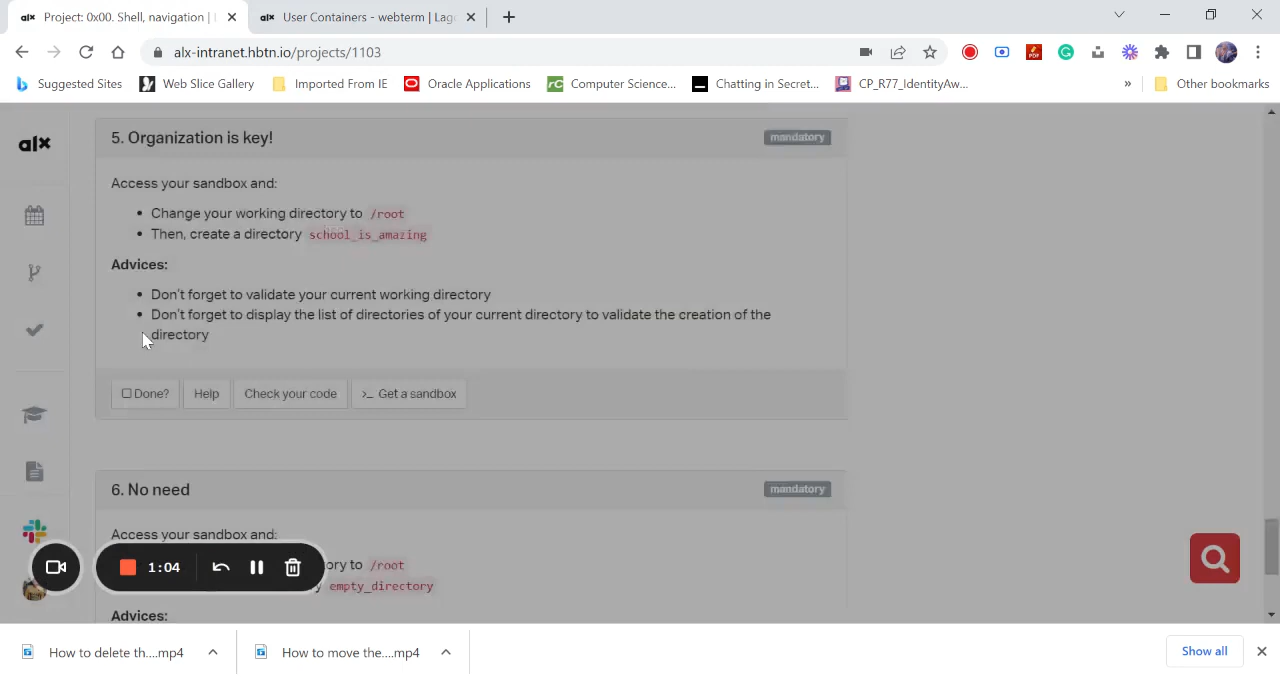 alx Project: 0x00. Shell, navigation |
alx User Containers - webterm | Lag
alx-intranet.hbtn.io/projects/1103
Suggested Sites
Web Slice Gallery
Imported From IE
Oracle Applications
rC Computer Science...
Chatting in Secret...
CP_R77_IdentityAw...
»
Other bookmarks
alx
5. Organization is key!
mandatory
Access your sandbox and:
• Change your working directory to /root
• Then, create a directory school_is_amazing
Advices:
• Don't forget to validate your current working directory
• Don't forget to display the list of directories of your current directory to validate the creation of the
directory
Done?
Help
Check your code
>_ Get a sandbox
6. No need
mandatory
Access your sandbox and:
ory to /root
y empty_directory
Advices:
1:04
How to delete th....mp4
How to move the....mp4
Show all